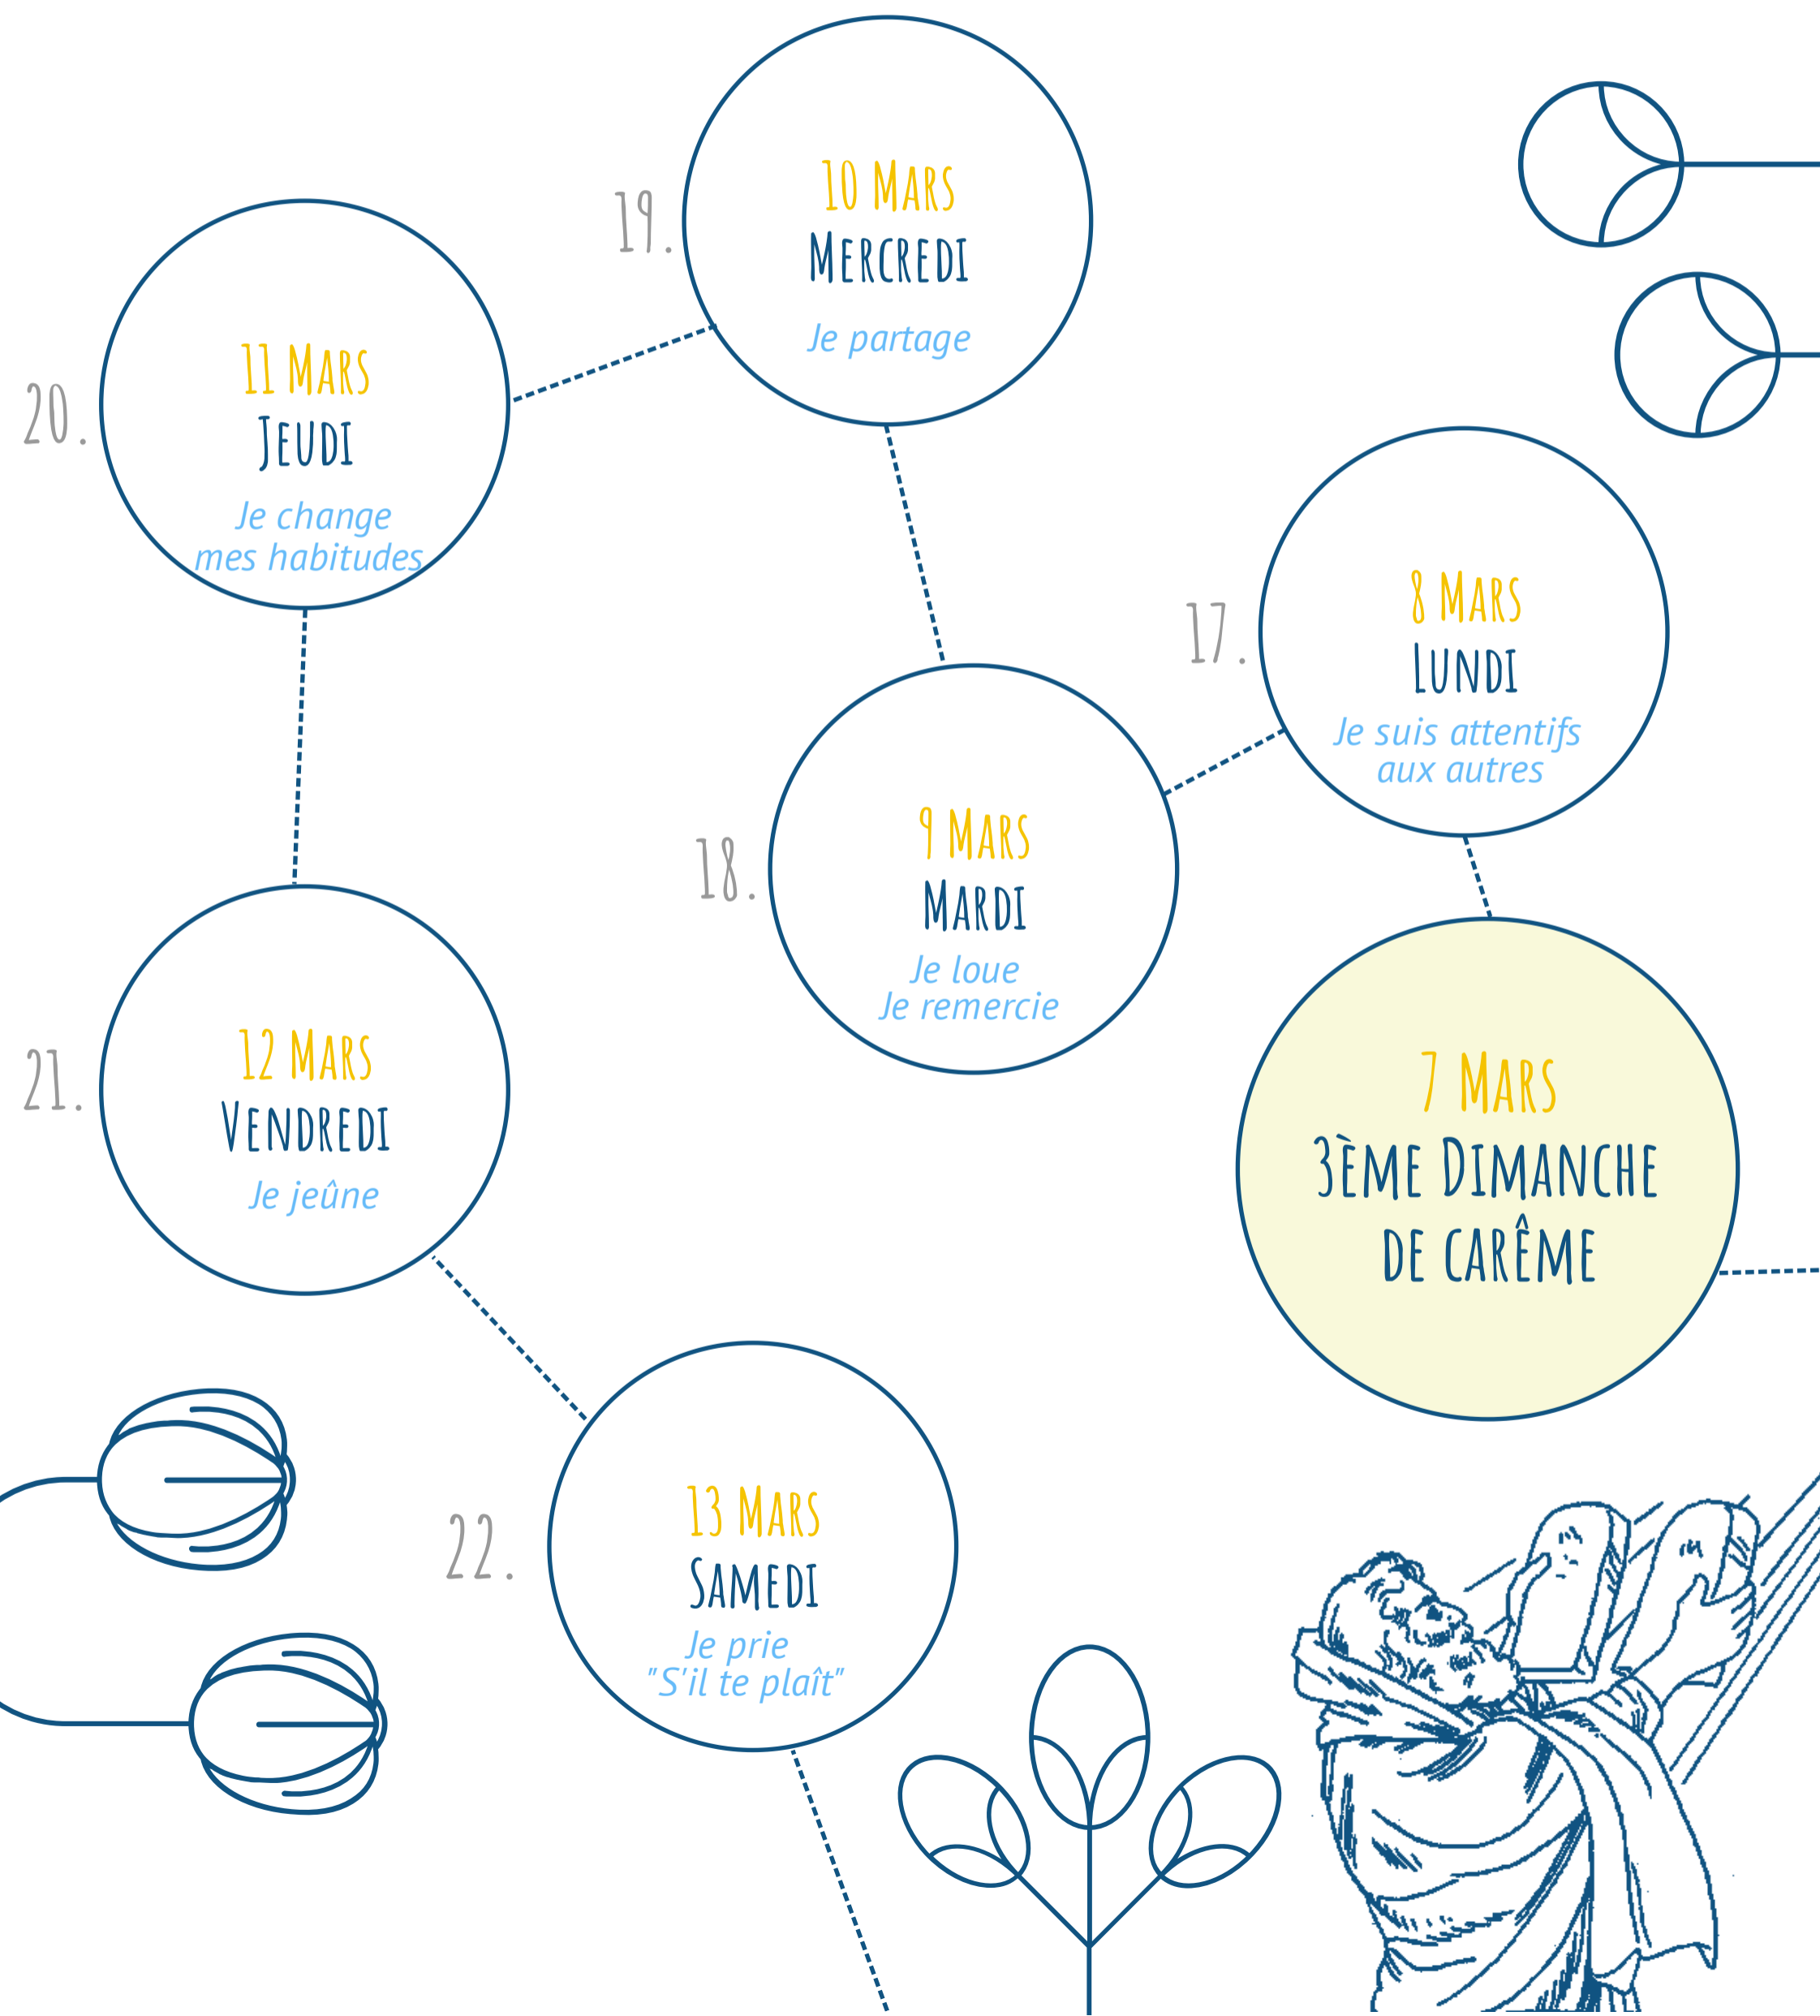 19.
10 Mars
Mercredi
Je partage
20.
11 Mars
Jeudi
Je change
mes habitudes
17.
8 Mars
Lundi
Je suis attentifs
aux autres
18.
9 Mars
Mardi
Je loue
Je remercie
7 Mars
3ème Dimanche
de carême
21.
12 Mars
Vendredi
Je jeûne
22.
13 Mars
Samedi
Je prie
"S'il te plaît"